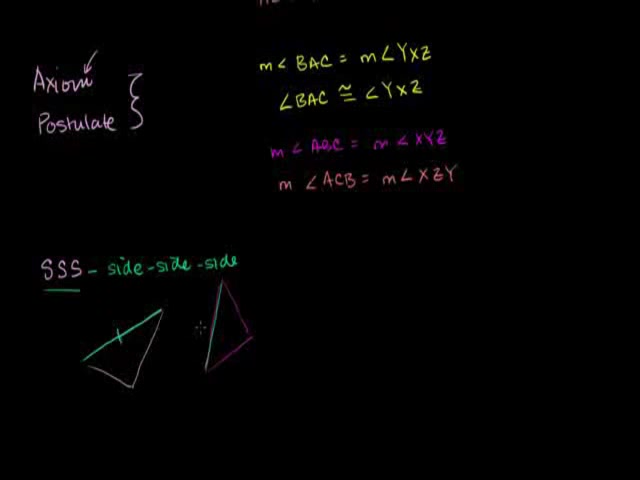 Axiom
Postulate
m∠BAC = m∠YXZ
∠BAC ≅ ∠YXZ
m∠ABC = m∠XYZ
m∠ACB = m∠XZY
SSS - side-side-side